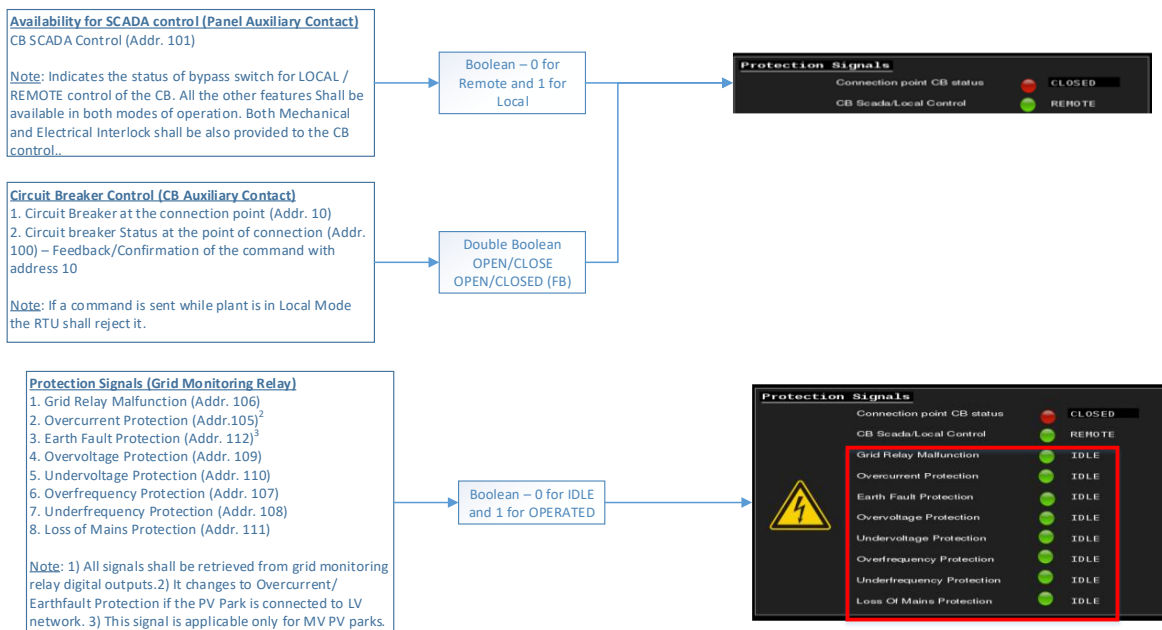 Availability for SCADA control (Panel Auxiliary Contact)
CB SCADA Control (Addr. 101)
Note: Indicates the status of bypass switch for LOCAL /
REMOTE control of the CB. All the other features Shall be
available in both modes of operation. Both Mechanical
and Electrical Interlock shall be also provided to the CB
control..
Boolean – 0 for
Remote and 1 for
Local
Protection Signals
Connection point CB status CLOSED
CB Scada/Local Control REMOTE
Circuit Breaker Control (CB Auxiliary Contact)
1. Circuit Breaker at the connection point (Addr. 10)
2. Circuit breaker Status at the point of connection (Addr.
100) – Feedback/Confirmation of the command with
address 10
Note: If a command is sent while plant is in Local Mode
the RTU shall reject it.
Double Boolean
OPEN/CLOSE
OPEN/CLOSED (FB)
Protection Signals (Grid Monitoring Relay)
1. Grid Relay Malfunction (Addr. 106)
2. Overcurrent Protection (Addr.105)2
3. Earth Fault Protection (Addr. 112)3
4. Overvoltage Protection (Addr. 109)
5. Undervoltage Protection (Addr. 110)
6. Overfrequency Protection (Addr. 107)
7. Underfrequency Protection (Addr. 108)
8. Loss of Mains Protection (Addr. 111)
Note: 1) All signals shall be retrieved from grid monitoring
relay digital outputs.2) It changes to Overcurrent/
Earthfault Protection if the PV Park is connected to LV
network. 3) This signal is applicable only for MV PV parks.
Boolean – 0 for IDLE
and 1 for OPERATED
Protection Signals
Connection point CB status CLOSED
CB Scada/Local Control REMOTE
Grid Relay Malfunction IDLE
Overcurrent Protection IDLE
Earth Fault Protection IDLE
Overvoltage Protection IDLE
Undervoltage Protection IDLE
Overfrequency Protection IDLE
Underfrequency Protection IDLE
Loss Of Mains Protection IDLE